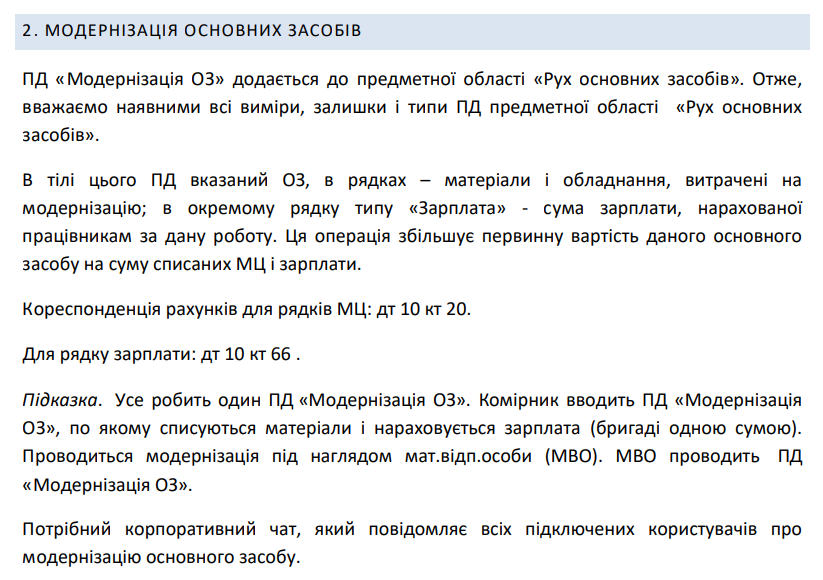 2. МОДЕРНІЗАЦІЯ ОСНОВНИХ ЗАСОБІВ
ПД «Модернізація ОЗ» додається до предметної області «Рух основних засобів». Отже,
вважаємо наявними всі виміри, залишки і типи ПД предметної області «Рух основних
засобів».
В тілі цього ПД вказаний ОЗ, в рядках – матеріали і обладнання, витрачені на
модернізацію; в окремому рядку типу «Зарплата» - сума зарплати, нарахованої
працівникам за дану роботу. Ця операція збільшує первинну вартість даного основного
засобу на суму списаних МЦ і зарплати.
Кореспонденція рахунків для рядків МЦ: дт 10 кт 20.
Для рядку зарплати: дт 10 кт 66 .
Підказка. Усе робить один ПД «Модернізація ОЗ». Комірник вводить ПД «Модернізація
ОЗ», по якому списуються матеріали і нараховується зарплата (бригаді одною сумою).
Проводиться модернізація під наглядом мат.відп.особи (МВО). МВО проводить ПД
«Модернізація ОЗ».
Потрібний корпоративний чат, який повідомляє всіх підключених користувачів про
модернізацію основного засобу.